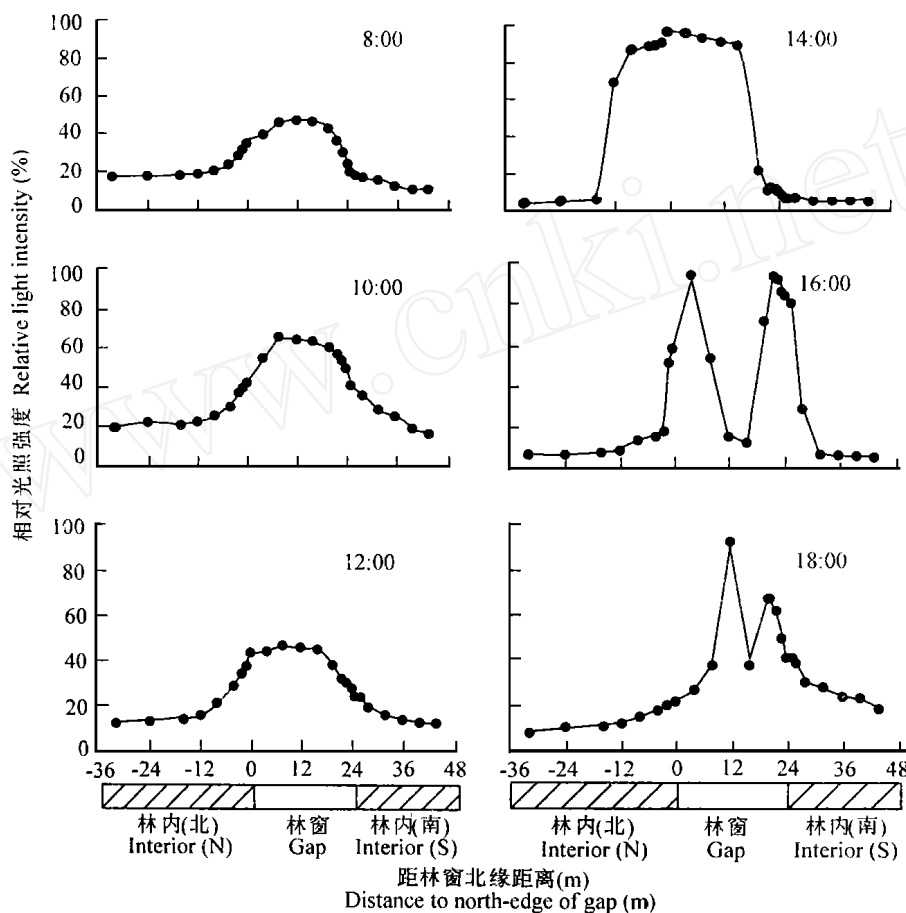 相对光照强度 Relative light intensity (%)
100
80
60
40
20
0
8:00
14:00
100
80
60
40
20
0
10:00
16:00
100
80
60
40
20
0
12:00
18:00
-36 -24 -12 0 12 24 36 48
-36 -24 -12 0 12 24 36 48
林内(北) 林窗 林内(南)
Interior (N) Gap Interior (S)
林内(北) 林窗 林内(南)
Interior (N) Gap Interior (S)
距林窗北缘距离(m)
Distance to north-edge of gap (m)
www.cnki.net